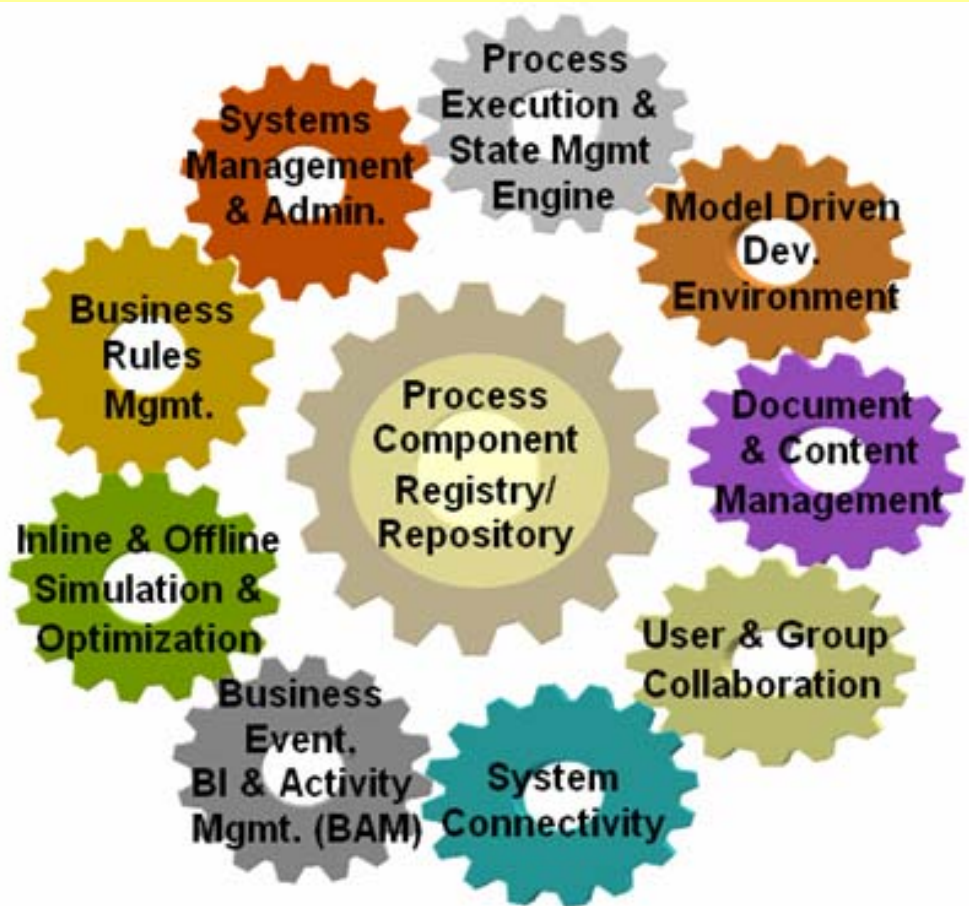 Process
Execution &
State Mgmt
Engine
Systems
Management
& Admin.
Model Driven
Dev.
Environment
Business
Rules
Mgmt.
Process
Component
Registry/
Repository
Document
& Content
Management
Inline & Offline
Simulation &
Optimization
User & Group
Collaboration
Business
Event.
BI & Activity
Mgmt. (BAM)
System
Connectivity